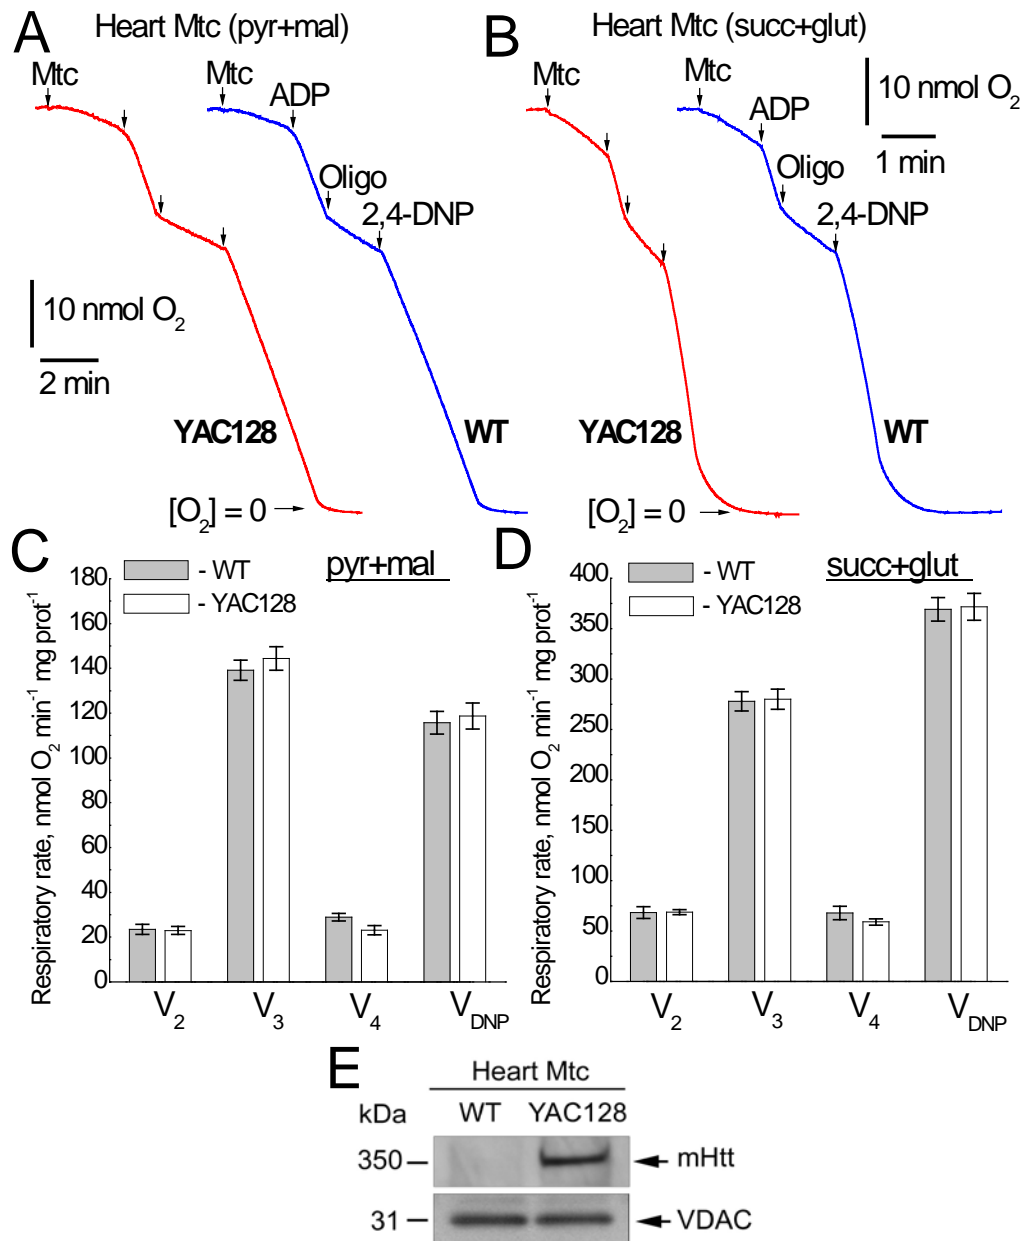 A
Heart Mtc (pyr+mal)
Mtc
Mtc
ADP
Oligo
2,4-DNP
10 nmol O₂
2 min
YAC128
WT
[O₂] = 0
B
Heart Mtc (succ+glut)
Mtc
Mtc
ADP
Oligo
2,4-DNP
10 nmol O₂
1 min
YAC128
WT
[O₂] = 0
C
pyr+mal
- WT
- YAC128
Respiratory rate, nmol O₂ min⁻¹ mg prot⁻¹
180
160
140
120
100
80
60
40
20
0
V₂ V₃ V₄ V_DNP
D
succ+glut
- WT
- YAC128
Respiratory rate, nmol O₂ min⁻¹ mg prot⁻¹
400
375
300
250
225
150
100
75
50
0
V₂ V₃ V₄ V_DNP
E
Heart Mtc
kDa WT YAC128
350 mHtt
31 VDAC